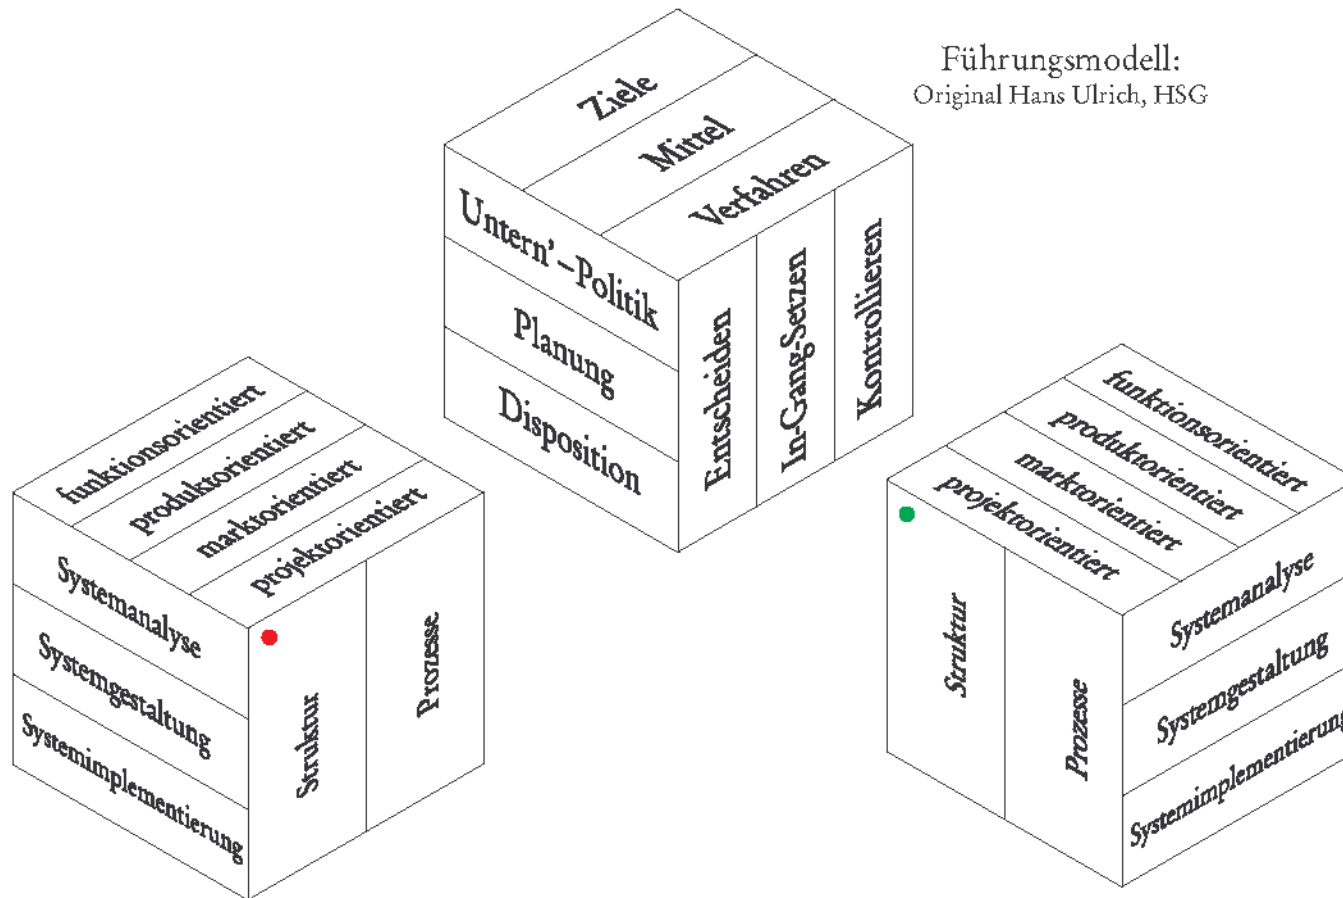 Führungsmodell:
Original Hans Ulrich, HSG
Ziele
Mittel
Verfahren
Untern'–Politik
Planung
Disposition
Entscheiden
In-Gang-Setzen
Kontrollieren
funktionsorientiert
produktorientiert
marktorientiert
projektorientiert
Systemanalyse
Systemgestaltung
Systemimplementierung
Struktur
Prozesse
funktionsorientiert
produktorientiert
marktorientiert
projektorientiert
Struktur
Prozesse
Systemanalyse
Systemgestaltung
Systemimplementierung